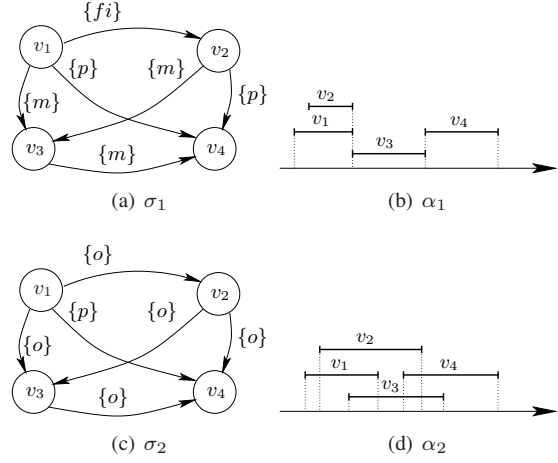 {fi}
v1
v2
{p}
{m}
{m}
{p}
v3
{m}
v4
(a) σ1
v2
v1
v3
v4
(b) α1
{o}
v1
v2
{p}
{o}
{o}
{o}
v3
{o}
v4
(c) σ2
v2
v1
v4
v3
(d) α2